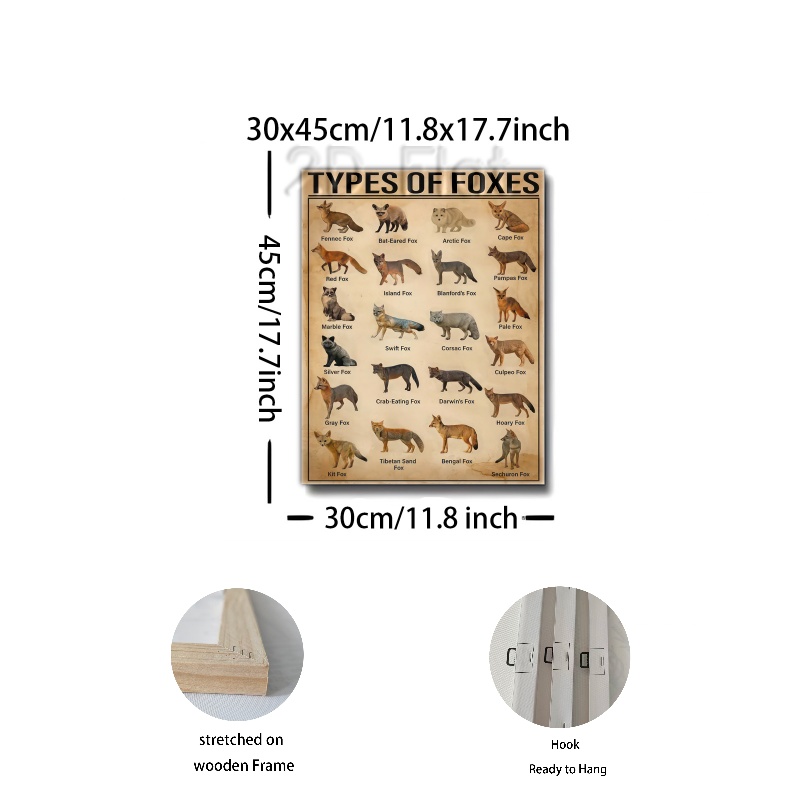 30x45cm/11.8x17.7inch
TYPES OF FOXES
Fennec Fox
Bat-Eared Fox
Arctic Fox
Cape Fox
Red Fox
Island Fox
Blanford's Fox
Pampas Fox
Marble Fox
Swift Fox
Corsac Fox
Pale Fox
Silver Fox
Crab-Eating Fox
Darwin's Fox
Culpeo Fox
Gray Fox
Hoary Fox
Kit Fox
Tibetan Sand
Fox
Bengal Fox
Sechuron Fox
45cm/17.7inch
30cm/11.8 inch
stretched on
wooden Frame
Hook
Ready to Hang